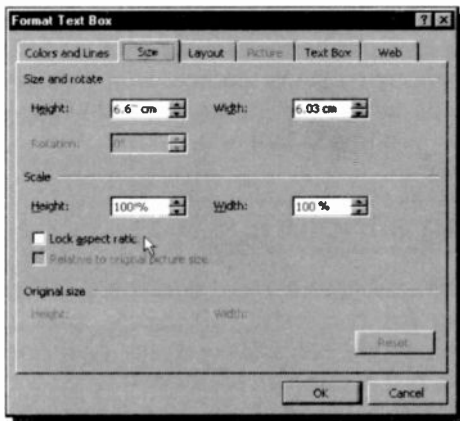 Format Text Box
Colors and Lines Size Layout Picture Text Box Web
Size and rotate
Height: cm Width: 6.03 cm
Rotation: 0°
Scale
Height: 100% Width: 100 %
Lock aspect ratio
Relative to original picture size
Original size
Height: Width:
Reset
OK Cancel